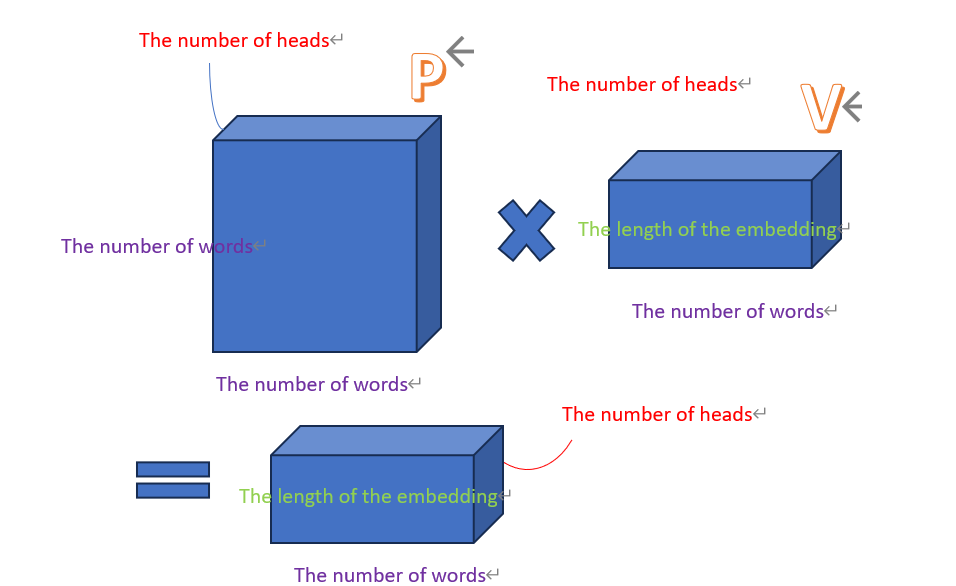 The number of heads
P
The number of heads
V
The number of words
The length of the embedding
The number of words
The number of words
The number of heads
The length of the embedding
The number of words